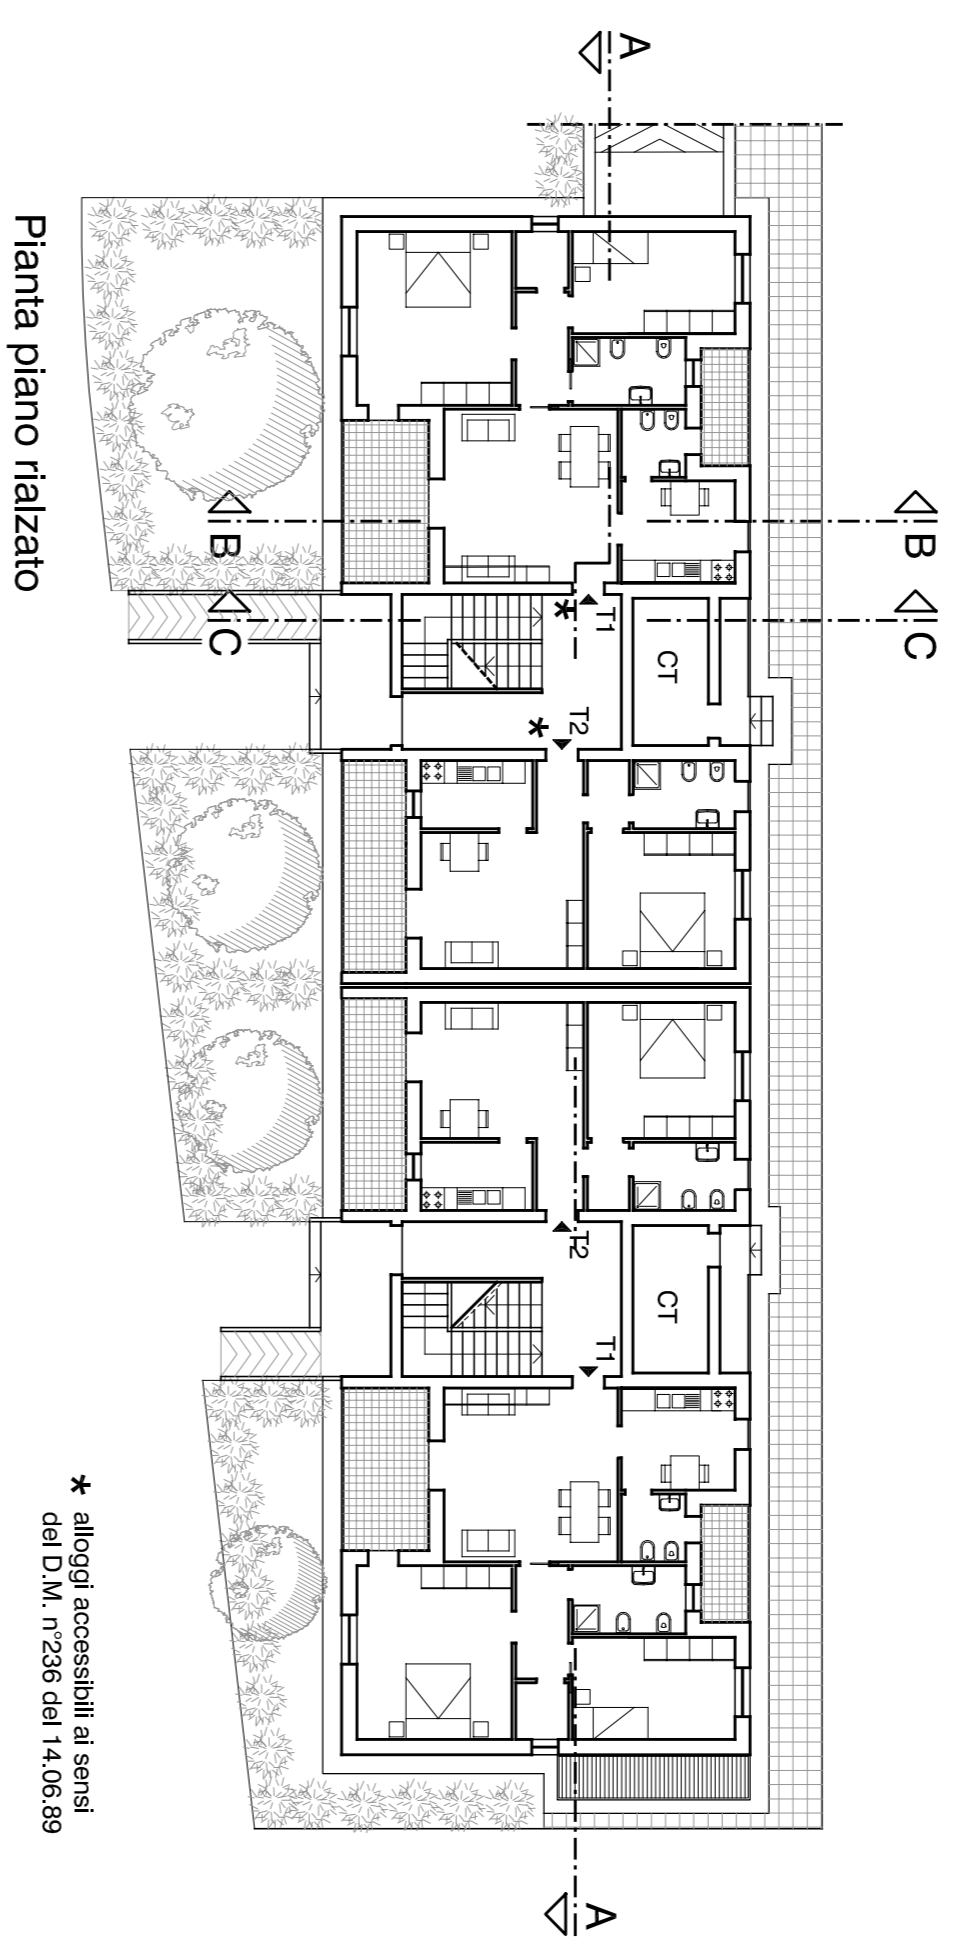 A
B
C
B
C
T1
*
T2
*
CT
T2
T1
CT
A
Pianta piano rialzato
* alloggi accessibili ai sensi
del D.M. n°236 del 14.06.89